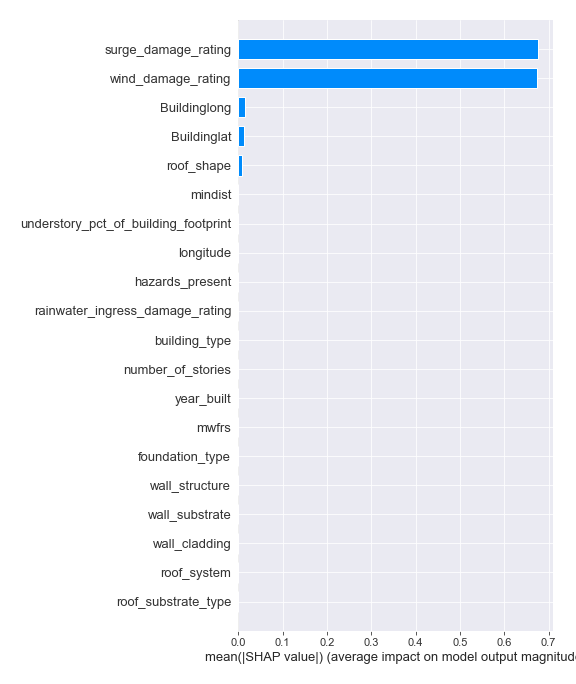 surge_damage_rating
wind_damage_rating
Buildinglong
Buildinglat
roof_shape
mindist
understory_pct_of_building_footprint
longitude
hazards_present
rainwater_ingress_damage_rating
building_type
number_of_stories
year_built
mwfrs
foundation_type
wall_structure
wall_substrate
wall_cladding
roof_system
roof_substrate_type
0.0 0.1 0.2 0.3 0.4 0.5 0.6 0.7
mean(|SHAP value|) (average impact on model output magnitude